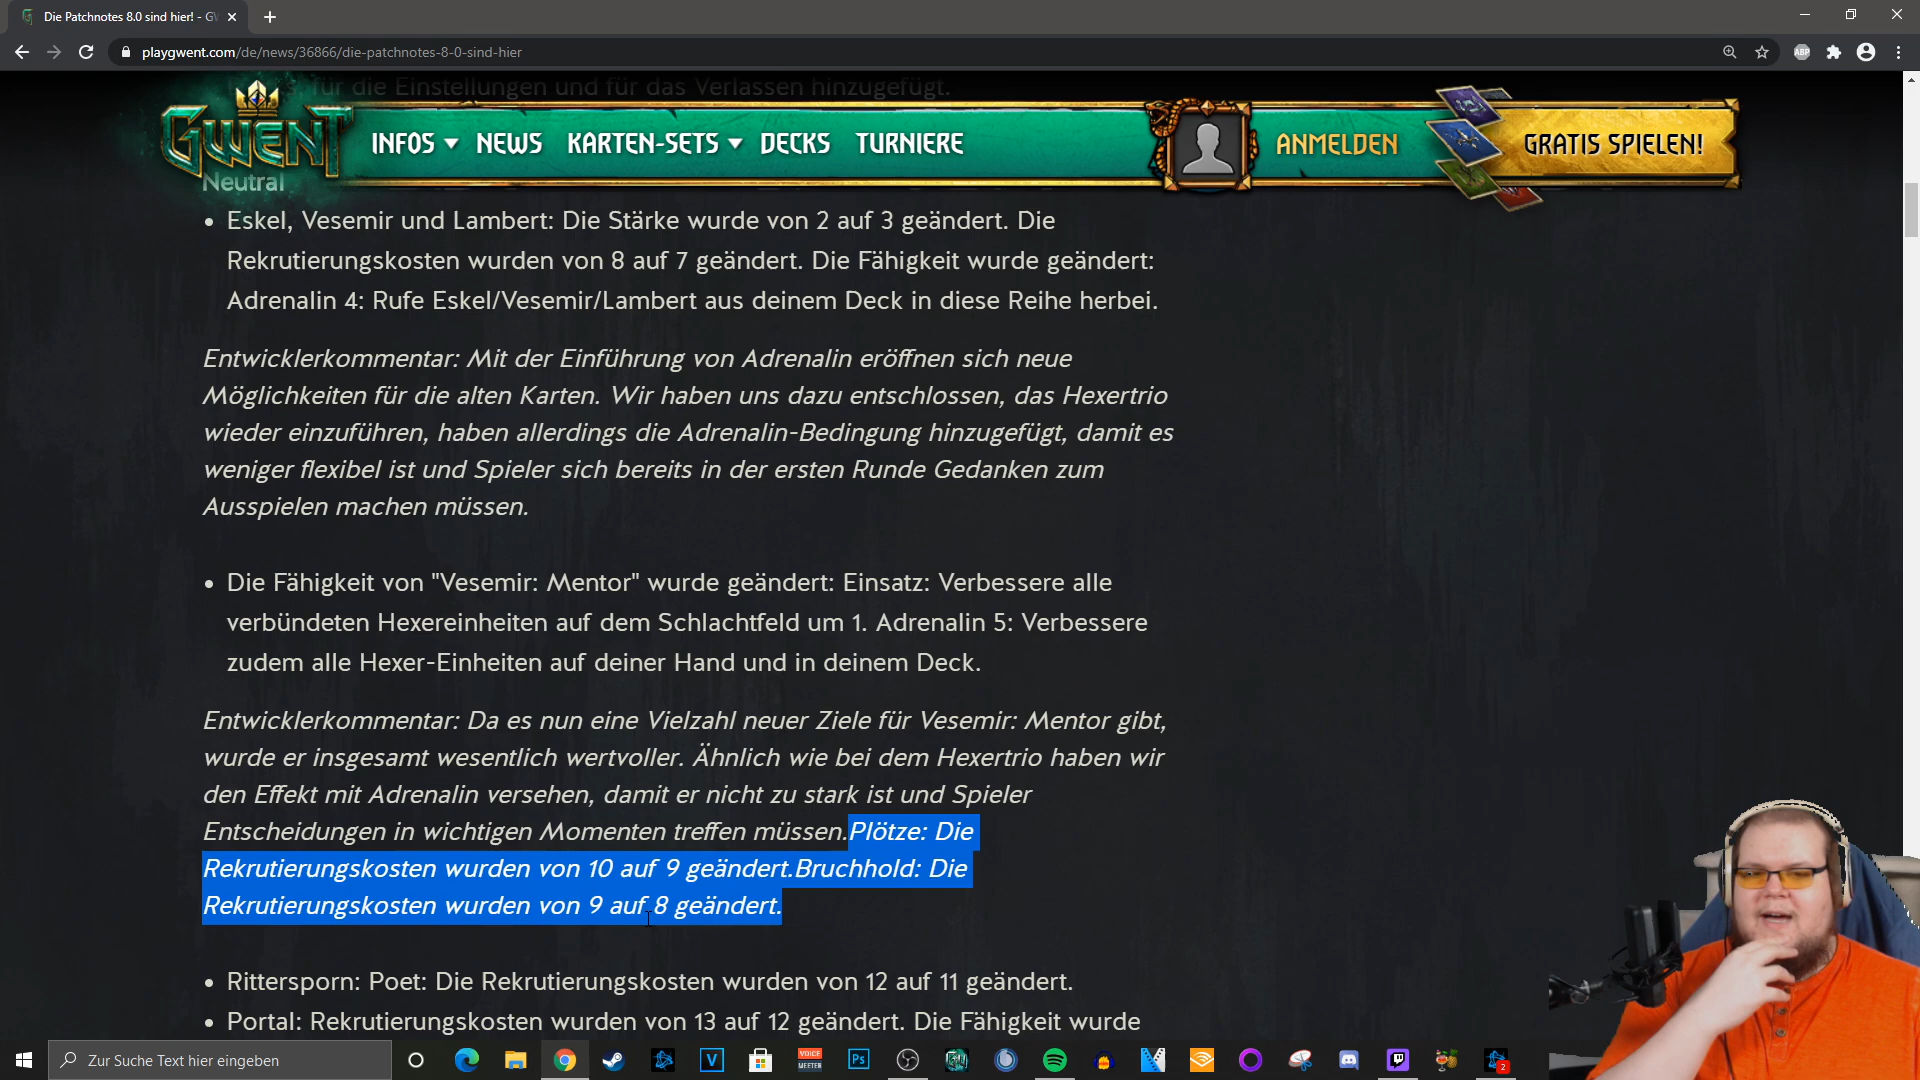 Die Patchnotes 8.0 sind hier! - GW
playgwent.com/de/news/36866/die-patchnotes-8-0-sind-hier
ABP
für die Einstellungen und für das Verlassen hinzugefügt.
GWENT
INFOS
NEWS
KARTEN-SETS
DECKS
TURNIERE
ANMELDEN
GRATIS SPIELEN!
Neutral
• Eskel, Vesemir und Lambert: Die Stärke wurde von 2 auf 3 geändert. Die
Rekrutierungskosten wurden von 8 auf 7 geändert. Die Fähigkeit wurde geändert:
Adrenalin 4: Rufe Eskel/Vesemir/Lambert aus deinem Deck in diese Reihe herbei.
Entwicklerkommentar: Mit der Einführung von Adrenalin eröffnen sich neue
Möglichkeiten für die alten Karten. Wir haben uns dazu entschlossen, das Hexertrio
wieder einzuführen, haben allerdings die Adrenalin-Bedingung hinzugefügt, damit es
weniger flexibel ist und Spieler sich bereits in der ersten Runde Gedanken zum
Ausspielen machen müssen.
• Die Fähigkeit von "Vesemir: Mentor" wurde geändert: Einsatz: Verbessere alle
verbündeten Hexereinheiten auf dem Schlachtfeld um 1. Adrenalin 5: Verbessere
zudem alle Hexer-Einheiten auf deiner Hand und in deinem Deck.
Entwicklerkommentar: Da es nun eine Vielzahl neuer Ziele für Vesemir: Mentor gibt,
wurde er insgesamt wesentlich wertvoller. Ähnlich wie bei dem Hexertrio haben wir
den Effekt mit Adrenalin versehen, damit er nicht zu stark ist und Spieler
Entscheidungen in wichtigen Momenten treffen müssen.Plötze: Die
Rekrutierungskosten wurden von 10 auf 9 geändert.Bruchhold: Die
Rekrutierungskosten wurden von 9 auf 8 geändert.
• Rittersporn: Poet: Die Rekrutierungskosten wurden von 12 auf 11 geändert.
• Portal: Rekrutierungskosten wurden von 13 auf 12 geändert. Die Fähigkeit wurde
Zur Suche Text hier eingeben
V
VOICE
MEETER
Ps
2